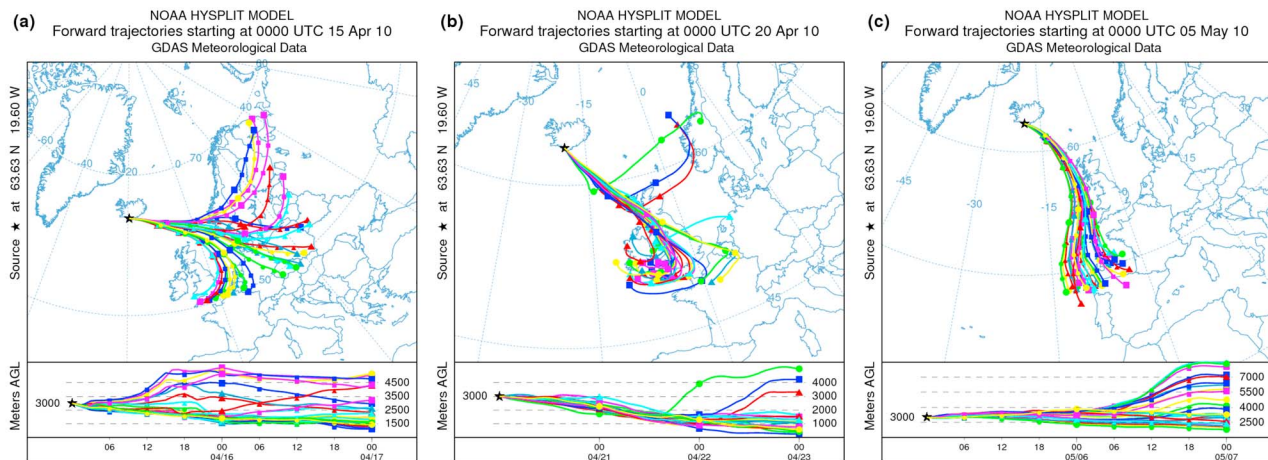 (a)
NOAA HYSPLIT MODEL
Forward trajectories starting at 0000 UTC 15 Apr 10
GDAS Meteorological Data
Source ★ at 63.63 N 19.60 W
40
40
60
70
20
Meters AGL
3000
4500
3500
2500
1500
06 12 18 00 06 12 18 00
04/16 04/17
(b)
NOAA HYSPLIT MODEL
Forward trajectories starting at 0000 UTC 20 Apr 10
GDAS Meteorological Data
Source ★ at 63.63 N 19.60 W
-45
-30
-15
0
60
-45
Meters AGL
3000
4000
3000
2000
1000
00 00 00
04/21 04/22 04/23
(c)
NOAA HYSPLIT MODEL
Forward trajectories starting at 0000 UTC 05 May 10
GDAS Meteorological Data
Source ★ at 63.63 N 19.60 W
-15
0
60
-45
-30
-15
Meters AGL
3000
7000
5500
4000
2500
06 12 18 00 06 12 18 00
05/06 05/07